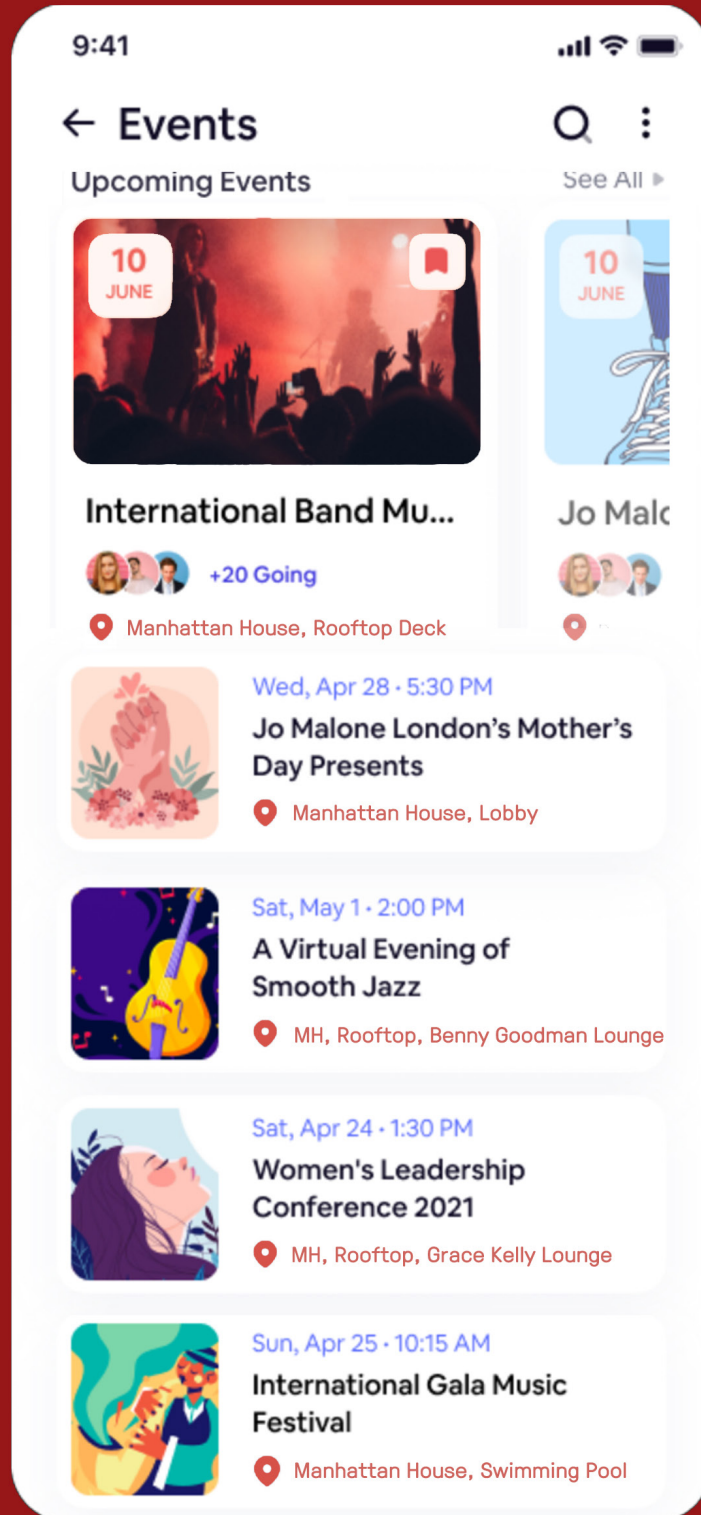 9:41
Events
Upcoming Events
See All
10
JUNE
10
JUNE
International Band Mu...
Jo Malo
+20 Going
Manhattan House, Rooftop Deck
Wed, Apr 28 • 5:30 PM
Jo Malone London’s Mother’s
Day Presents
Manhattan House, Lobby
Sat, May 1 • 2:00 PM
A Virtual Evening of
Smooth Jazz
MH, Rooftop, Benny Goodman Lounge
Sat, Apr 24 • 1:30 PM
Women's Leadership
Conference 2021
MH, Rooftop, Grace Kelly Lounge
Sun, Apr 25 • 10:15 AM
International Gala Music
Festival
Manhattan House, Swimming Pool